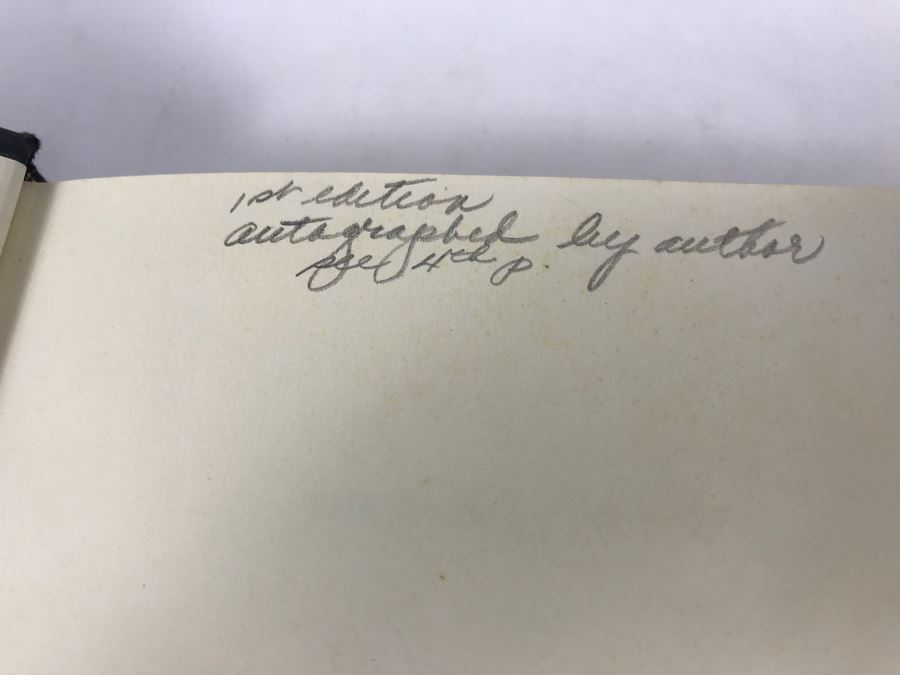 1st edition
autographed by author
see 4th p